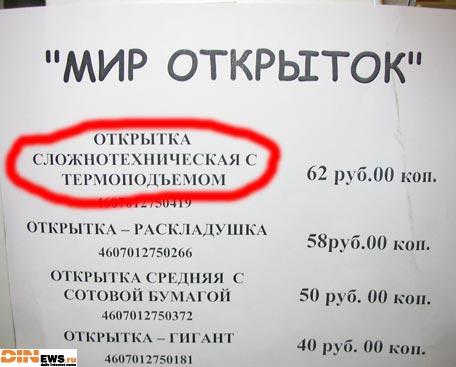 "МИР ОТКРЫТОК"
ОТКРЫТКА
СЛОЖНОТЕХНИЧЕСКАЯ С
ТЕРМОПОДЪЕМОМ 62 руб.00 коп.
4607012750419
ОТКРЫТКА – РАСКЛАДУШКА 58руб.00 коп.
4607012750266
ОТКРЫТКА СРЕДНЯЯ С
СОТОВОЙ БУМАГОЙ 50 руб.00 коп.
4607012750372
ОТКРЫТКА – ГИГАНТ 40 руб.00 коп.
4607012750181
DINEWS.ru